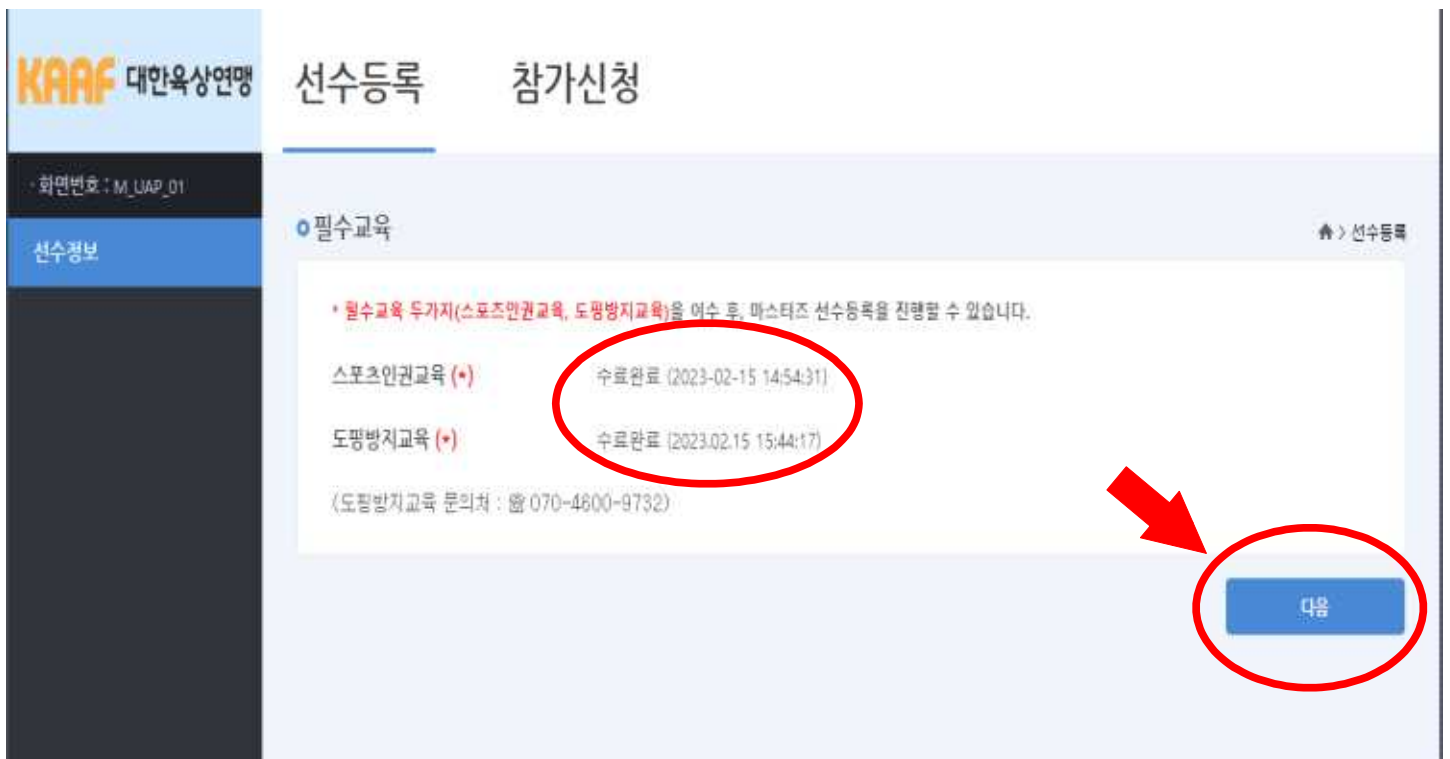 KAAF 대한육상연맹
선수등록 참가신청
· 화면번호 : M_UAP_01
선수정보
필수교육
> 선수등록
* 필수교육 두가지(스포츠인권교육, 도핑방지교육)을 이수 후, 마스터즈 선수등록을 진행할 수 있습니다.
스포츠인권교육 (*) 수료완료 (2023-02-15 14:54:31)
도핑방지교육 (*) 수료완료 (2023.02.15 15:44:17)
(도핑방지교육 문의처 : ☎ 070-4600-9732)
다음